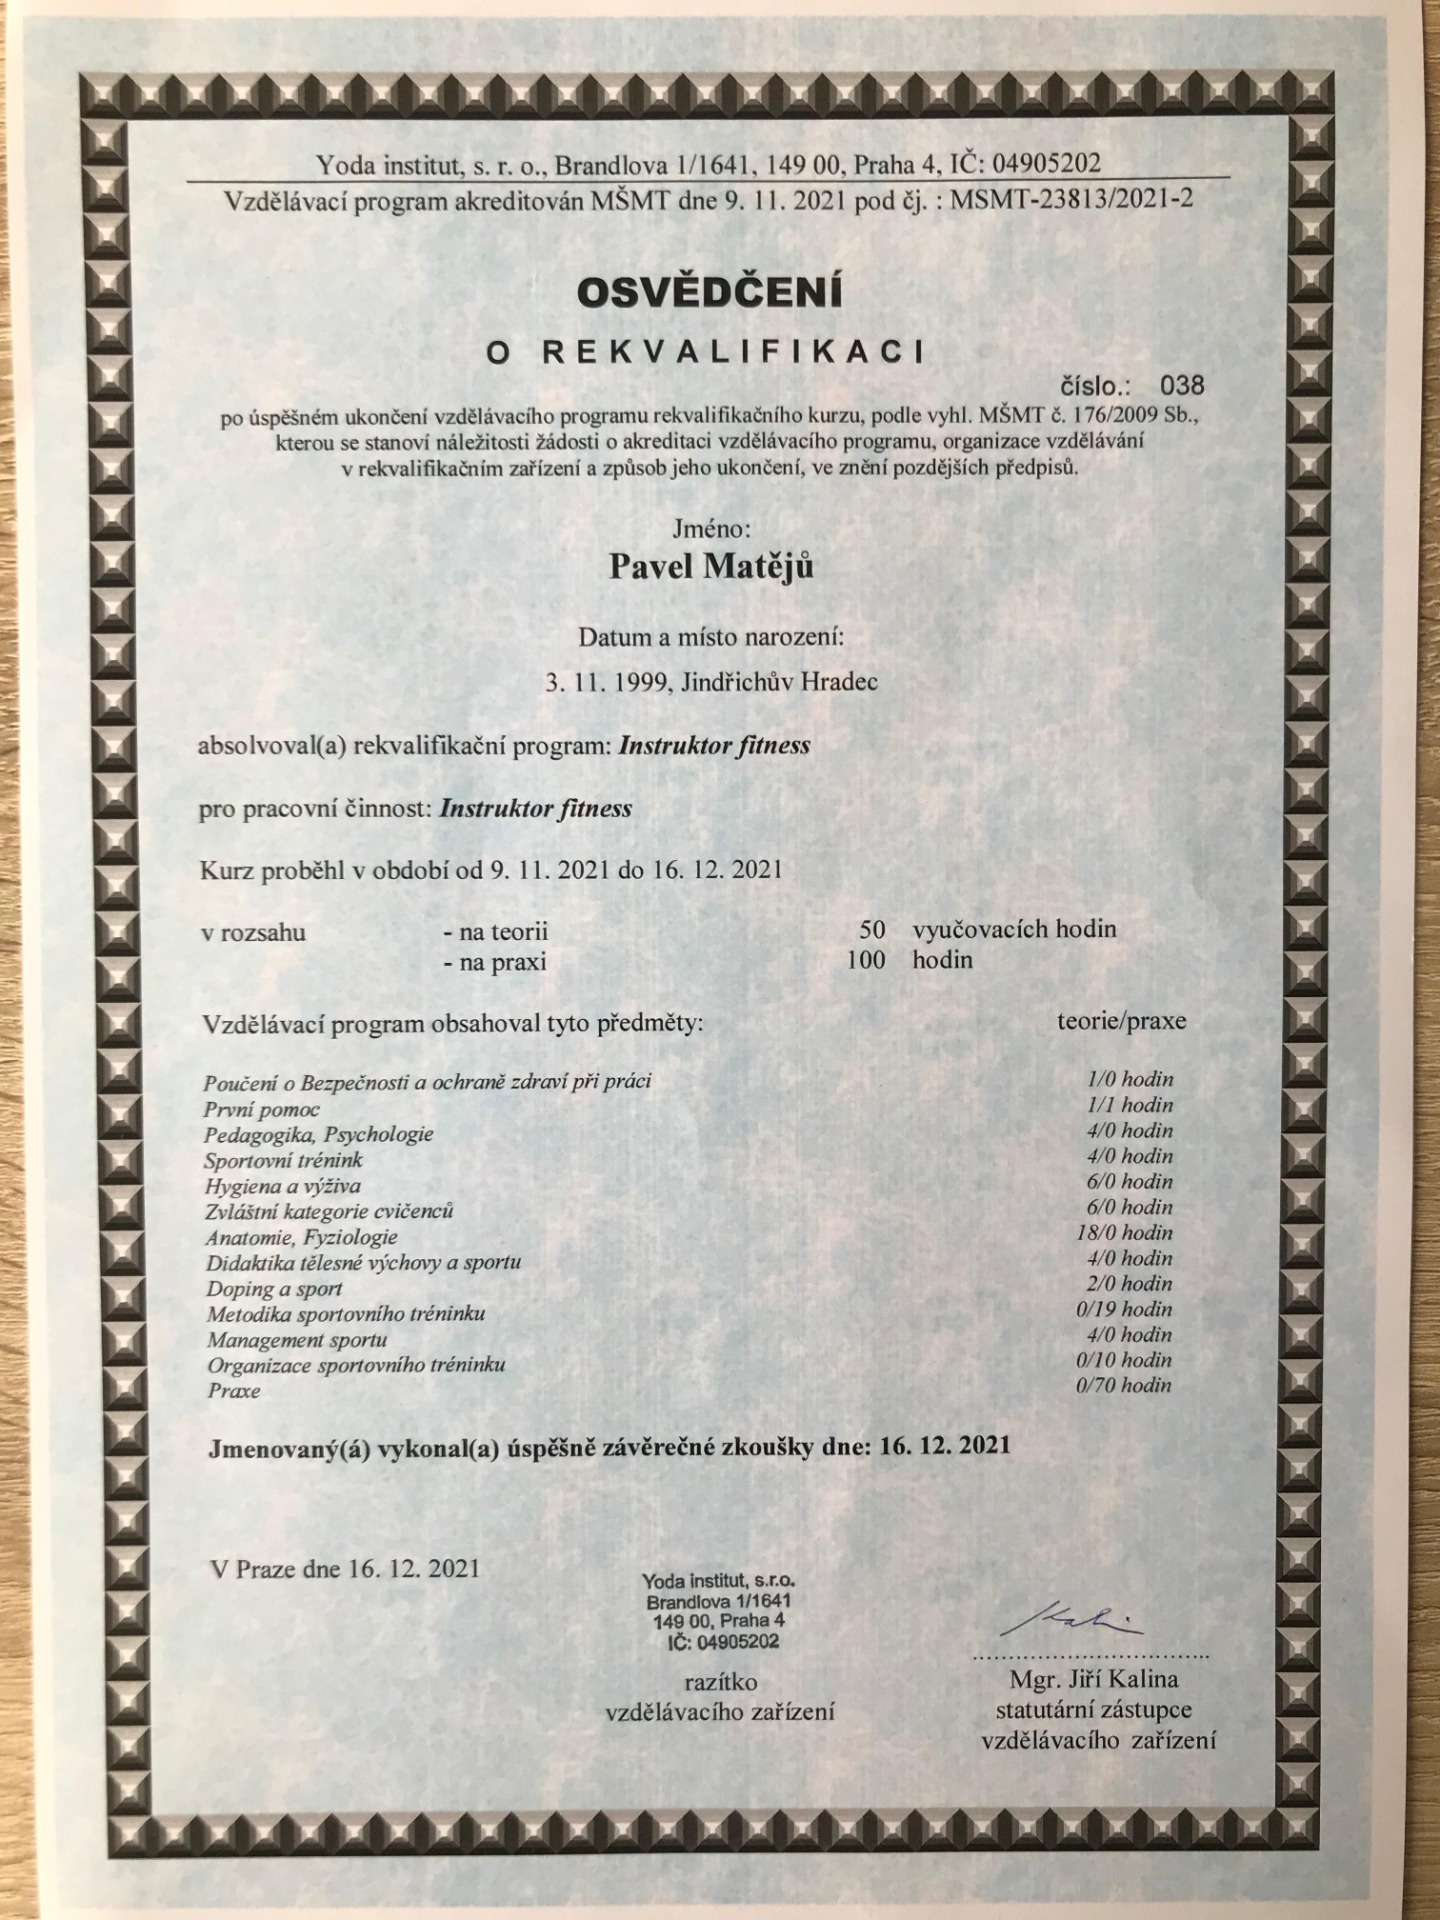 Yoda institut, s. r. o., Brandlova 1/1641, 149 00, Praha 4, IČ: 04905202
Vzdělávací program akreditován MŠMT dne 9. 11. 2021 pod čj. : MSMT-23813/2021-2
OSVĚDČENÍ
O REKVALIFIKACI
číslo.: 038
po úspěšném ukončení vzdělávacího programu rekvalifikačního kurzu, podle vyhl. MŠMT č. 176/2009 Sb.,
kterou se stanoví náležitosti žádosti o akreditaci vzdělávacího programu, organizace vzdělávání
v rekvalifikačním zařízení a způsob jeho ukončení, ve znění pozdějších předpisů.
Jméno:
Pavel Matějů
Datum a místo narození:
3. 11. 1999, Jindřichův Hradec
absolvoval(a) rekvalifikační program: Instruktor fitness
pro pracovní činnost: Instruktor fitness
Kurz proběhl v období od 9. 11. 2021 do 16. 12. 2021
v rozsahu - na teorii 50 vyučovacích hodin
- na praxi 100 hodin
Vzdělávací program obsahoval tyto předměty: teorie/praxe
Poučení o Bezpečnosti a ochraně zdraví při práci 1/0 hodin
První pomoc 1/1 hodin
Pedagogika, Psychologie 4/0 hodin
Sportovní trénink 4/0 hodin
Hygiena a výživa 6/0 hodin
Zvláštní kategorie cvičenců 6/0 hodin
Anatomie, Fyziologie 18/0 hodin
Didaktika tělesné výchovy a sportu 4/0 hodin
Doping a sport 2/0 hodin
Metodika sportovního tréninku 0/19 hodin
Management sportu 4/0 hodin
Organizace sportovního tréninku 0/10 hodin
Praxe 0/70 hodin
Jmenovaný(á) vykonal(a) úspěšně závěrečné zkoušky dne: 16. 12. 2021
V Praze dne 16. 12. 2021
Yoda institut, s.r.o.
Brandlova 1/1641
149 00, Praha 4
IČ: 04905202
razítko
vzdělávacího zařízení
Kalina
Mgr. Jiří Kalina
statutární zástupce
vzdělávacího zařízení